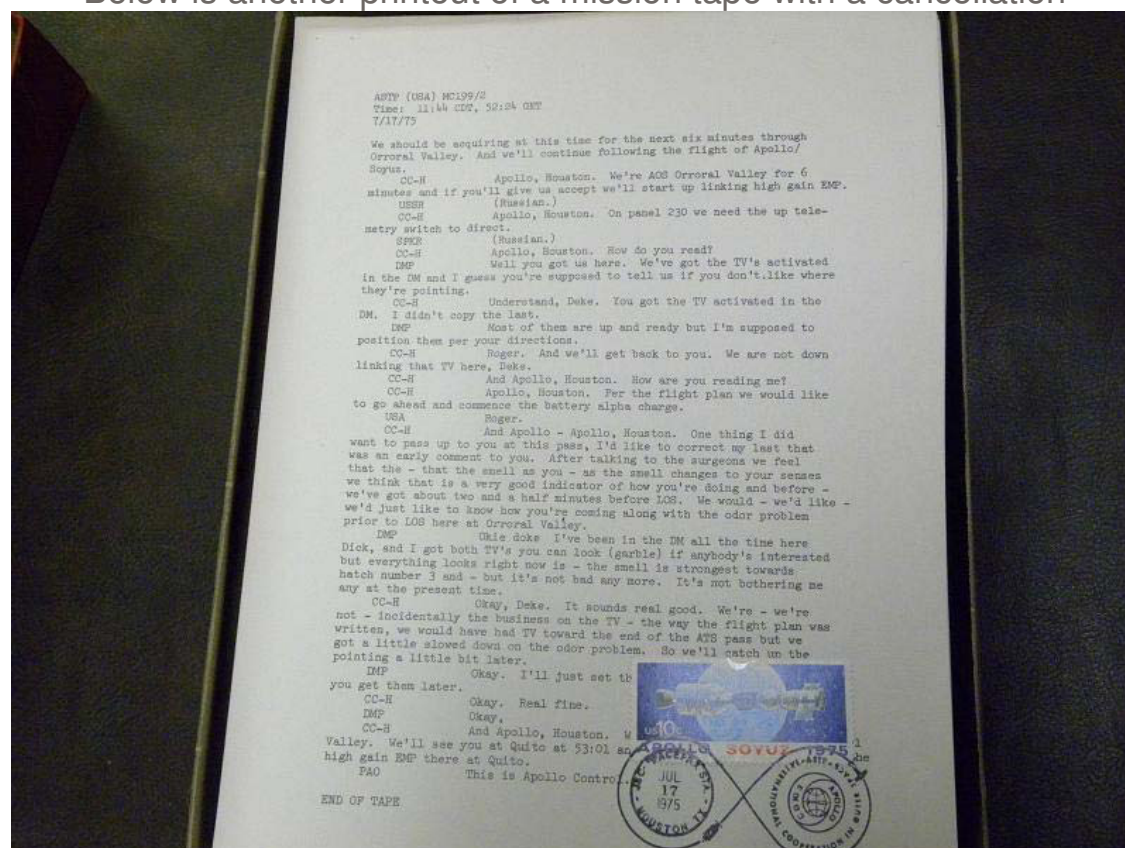 Below is another printout of a mission tape with a cancellation
ASTP (USA) MC199/2
Time: 11:44 CDT, 52:24 GET
7/17/75
We should be acquiring at this time for the next six minutes through
Orroral Valley. And we'll continue following the flight of Apollo/
Soyuz.
CC-H Apollo, Houston. We're AOS Orroral Valley for 6
minutes and if you'll give us accept we'll start up linking high gain EMP.
USSR (Russian.)
CC-H Apollo, Houston. On panel 230 we need the up tele-
metry switch to direct.
SPKR (Russian.)
CC-H Apollo, Houston. How do you read?
DMP Well you got us here. We've got the TV's activated
in the DM and I guess you're supposed to tell us if you don't.like where
they're pointing.
CC-H Understand, Deke. You got the TV activated in the
DM. I didn't copy the last.
DMP Most of them are up and ready but I'm supposed to
position them per your directions.
CC-H Roger. And we'll get back to you. We are not down
linking that TV here, Deke.
CC-H And Apollo, Houston. How are you reading me?
CC-H Apollo, Houston. Per the flight plan we would like
to go ahead and commence the battery alpha charge.
USA Roger.
CC-H And Apollo - Apollo, Houston. One thing I did
want to pass up to you at this pass, I'd like to correct my last that
was an early comment to you. After talking to the surgeons we feel
that the - that the smell as you - as the smell changes to your senses
we think that is a very good indicator of how you're doing and before -
we've got about two and a half minutes before LOS. We would - we'd like -
we'd just like to know how you're coming along with the odor problem
prior to LOS here at Orroral Valley.
DMP Okie doke I've been in the DM all the time here
Dick, and I got both TV's you can look (garble) if anybody's interested
but everything looks right now is - the smell is strongest towards
hatch number 3 and - but it's not bad any more. It's not bothering me
any at the present time.
CC-H Okay, Deke. It sounds real good. We're - we're
not - incidentally the business on the TV - the way the flight plan was
written, we would have had TV toward the end of the ATS pass but we
got a little slowed down on the odor problem. So we'll catch up the
pointing a little bit later.
DMP Okay. I'll just set th
you get them later.
CC-H Okay. Real fine.
DMP Okay,
CC-H And Apollo, Houston. W
Valley. We'll see you at Quito at 53:01 an
high gain EMP there at Quito.
PAO This is Apollo Control.
END OF TAPE
US10c
APOLLO SOYUZ 1975
JSC SPACEFAX STA.
JUL
17
1975
HOUSTON TX
INTERNATIONAL COOPERATION IN SPACE
ASTP
APOLLO
СОЮЗ